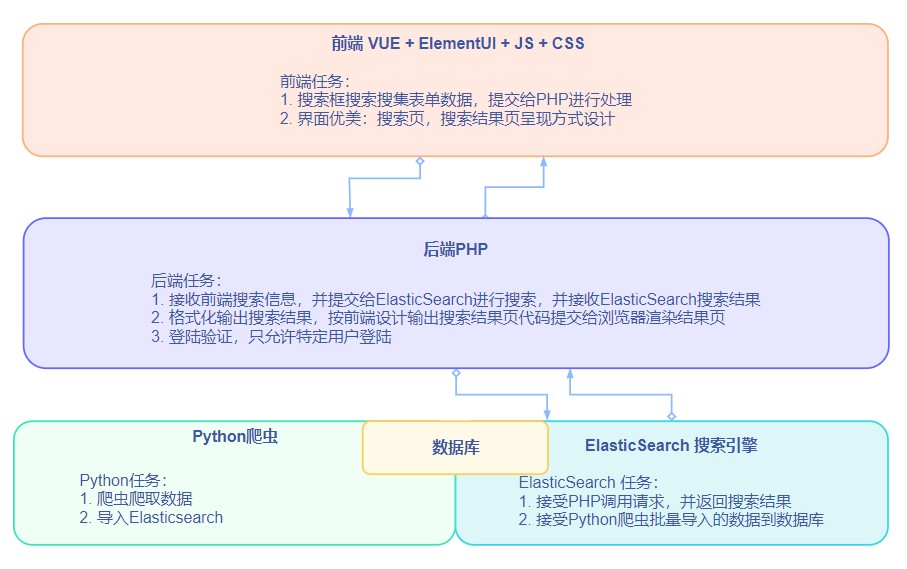 前端 VUE + ElementUI + JS + CSS
前端任务：
1. 搜索框搜索搜集表单数据，提交给PHP进行处理
2. 界面优美：搜索页，搜索结果页呈现方式设计
后端PHP
后端任务：
1. 接收前端搜索信息，并提交给ElasticSearch进行搜索，并接收ElasticSearch搜索结果
2. 格式化输出搜索结果，按前端设计输出搜索结果页代码提交给浏览器渲染结果页
3. 登陆验证，只允许特定用户登陆
Python爬虫
Python任务：
1. 爬虫爬取数据
2. 导入Elasticsearch
数据库
ElasticSearch 搜索引擎
ElasticSearch 任务：
1. 接受PHP调用请求，并返回搜索结果
2. 接受Python爬虫批量导入的数据到数据库